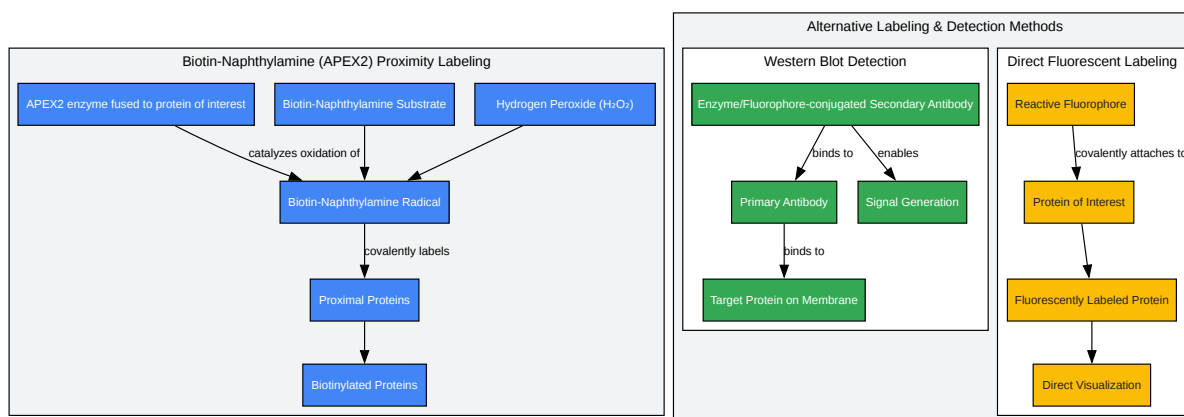 Biotin-Naphthylamine (APEX2) Proximity Labeling
APEX2 enzyme fused to protein of interest
Biotin-Naphthylamine Substrate
Hydrogen Peroxide (H₂O₂)
catalyzes oxidation of
Biotin-Naphthylamine Radical
covalently labels
Proximal Proteins
Biotinylated Proteins
Alternative Labeling & Detection Methods
Western Blot Detection
Enzyme/Fluorophore-conjugated Secondary Antibody
binds to
enables
Primary Antibody
Signal Generation
binds to
Target Protein on Membrane
Direct Fluorescent Labeling
Reactive Fluorophore
covalently attaches to
Protein of Interest
Fluorescently Labeled Protein
Direct Visualization